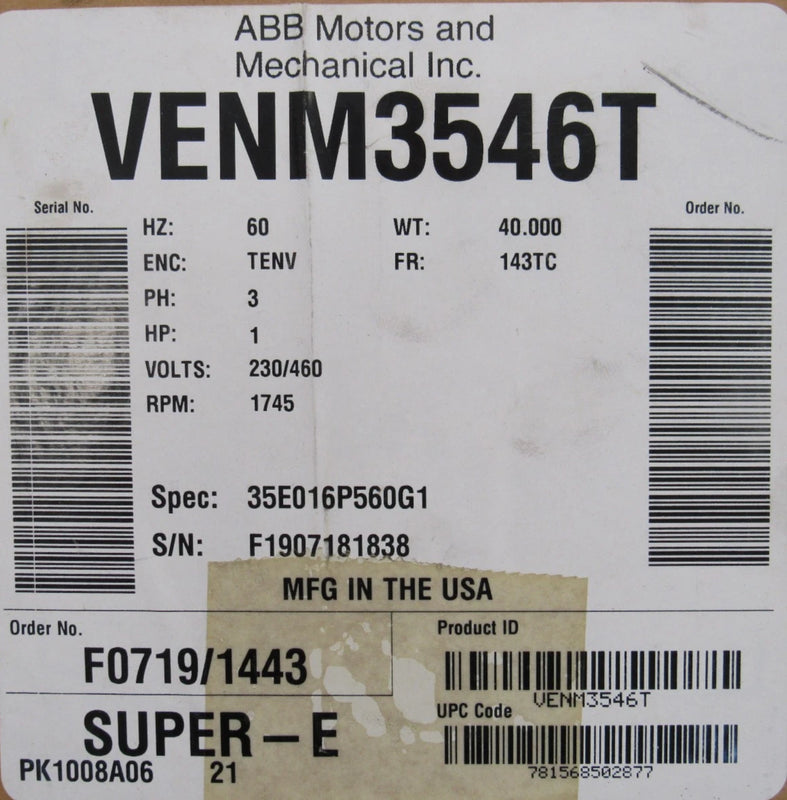 ABB Motors and
Mechanical Inc.
VENM3546T
Serial No.
Order No.
HZ: 60 WT: 40.000
ENC: TENV FR: 143TC
PH: 3
HP: 1
VOLTS: 230/460
RPM: 1745
Spec: 35E016P560G1
S/N: F1907181838
MFG IN THE USA
Order No.
F0719/1443
SUPER – E
PK1008A06 21
Product ID
VENM3546T
UPC Code
781568502877